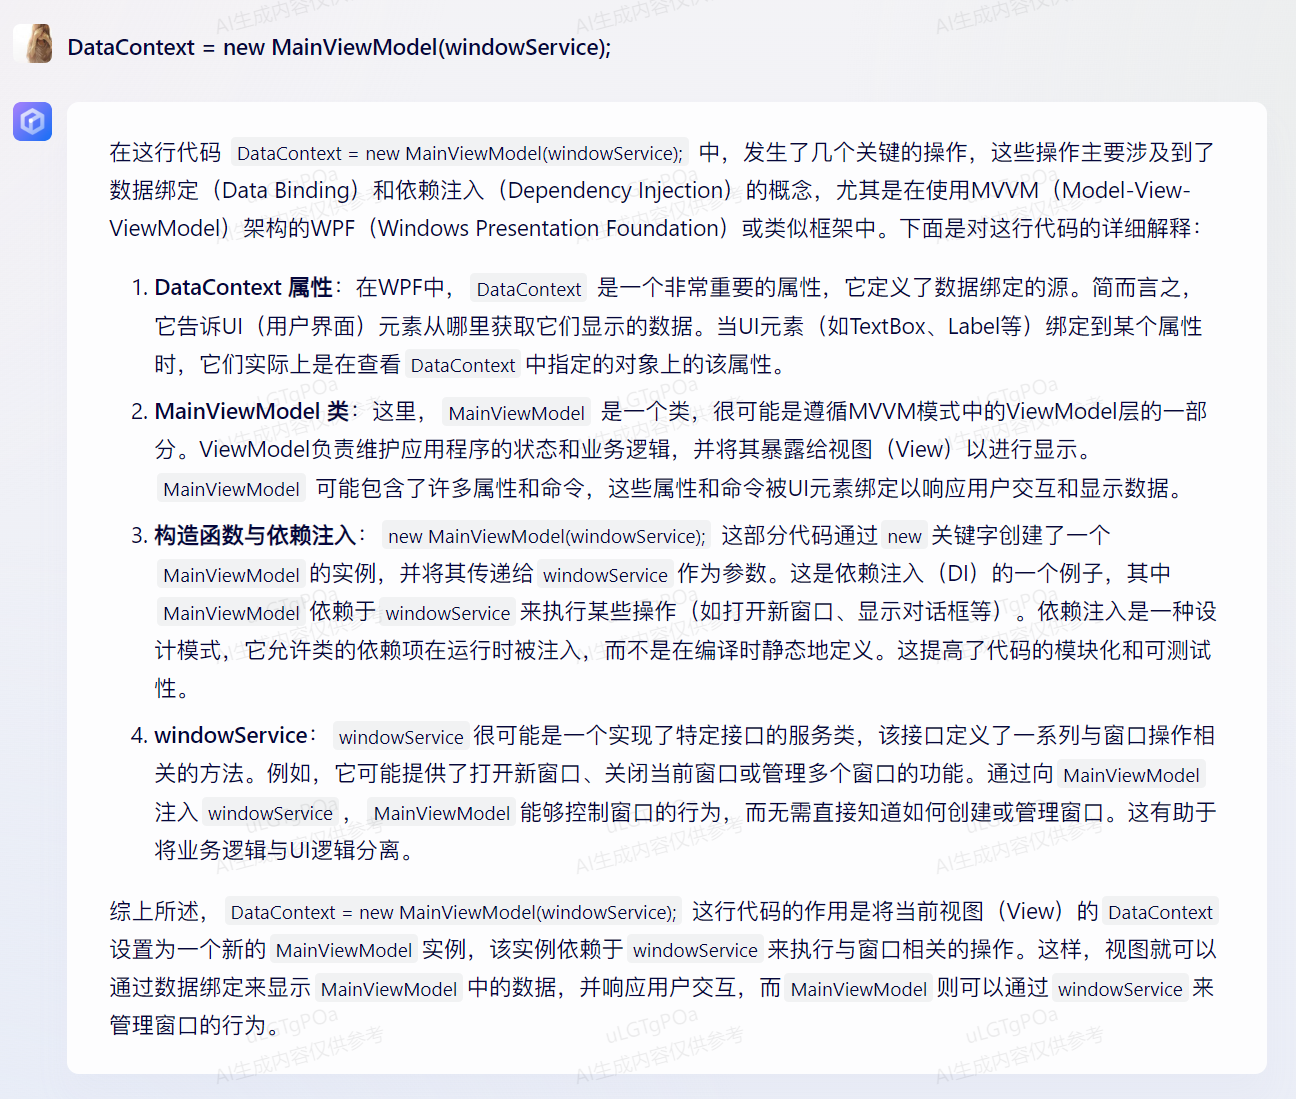 DataContext = new MainViewModel(windowService);
在这行代码 DataContext = new MainViewModel(windowService); 中，发生了几个关键的操作，这些操作主要涉及到了
数据绑定（Data Binding）和依赖注入（Dependency Injection）的概念，尤其是在使用MVVM（Model-View-
ViewModel）架构的WPF（Windows Presentation Foundation）或类似框架中。下面是对这行代码的详细解释：
1. DataContext 属性：在WPF中， DataContext 是一个非常重要的属性，它定义了数据绑定的源。简而言之，
它告诉UI（用户界面）元素从哪里获取它们显示的数据。当UI元素（如TextBox、Label等）绑定到某个属性
时，它们实际上是在查看 DataContext 中指定的对象上的该属性。
2. MainViewModel 类：这里， MainViewModel 是一个类，很可能是遵循MVVM模式中的ViewModel层的一部
分。ViewModel负责维护应用程序的状态和业务逻辑，并将其暴露给视图（View）以进行显示。
MainViewModel 可能包含了许多属性和命令，这些属性和命令被UI元素绑定以响应用户交互和显示数据。
3. 构造函数与依赖注入： new MainViewModel(windowService); 这部分代码通过 new 关键字创建了一个
MainViewModel 的实例，并将其传递给 windowService 作为参数。这是依赖注入（DI）的一个例子，其中
MainViewModel 依赖于 windowService 来执行某些操作（如打开新窗口、显示对话框等）。依赖注入是一种设
计模式，它允许类的依赖项在运行时被注入，而不是在编译时静态地定义。这提高了代码的模块化和可测试
性。
4. windowService： windowService 很可能是一个实现了特定接口的服务类，该接口定义了一系列与窗口操作相
关的方法。例如，它可能提供了打开新窗口、关闭当前窗口或管理多个窗口的功能。通过向 MainViewModel
注入 windowService ， MainViewModel 能够控制窗口的行为，而无需直接知道如何创建或管理窗口。这有助于
将业务逻辑与UI逻辑分离。
综上所述， DataContext = new MainViewModel(windowService); 这行代码的作用是将当前视图（View）的 DataContext
设置为一个新的 MainViewModel 实例，该实例依赖于 windowService 来执行与窗口相关的操作。这样，视图就可以
通过数据绑定来显示 MainViewModel 中的数据，并响应用户交互，而 MainViewModel 则可以通过 windowService 来
管理窗口的行为。
uLGTgPOa
AI生成内容仅供参考